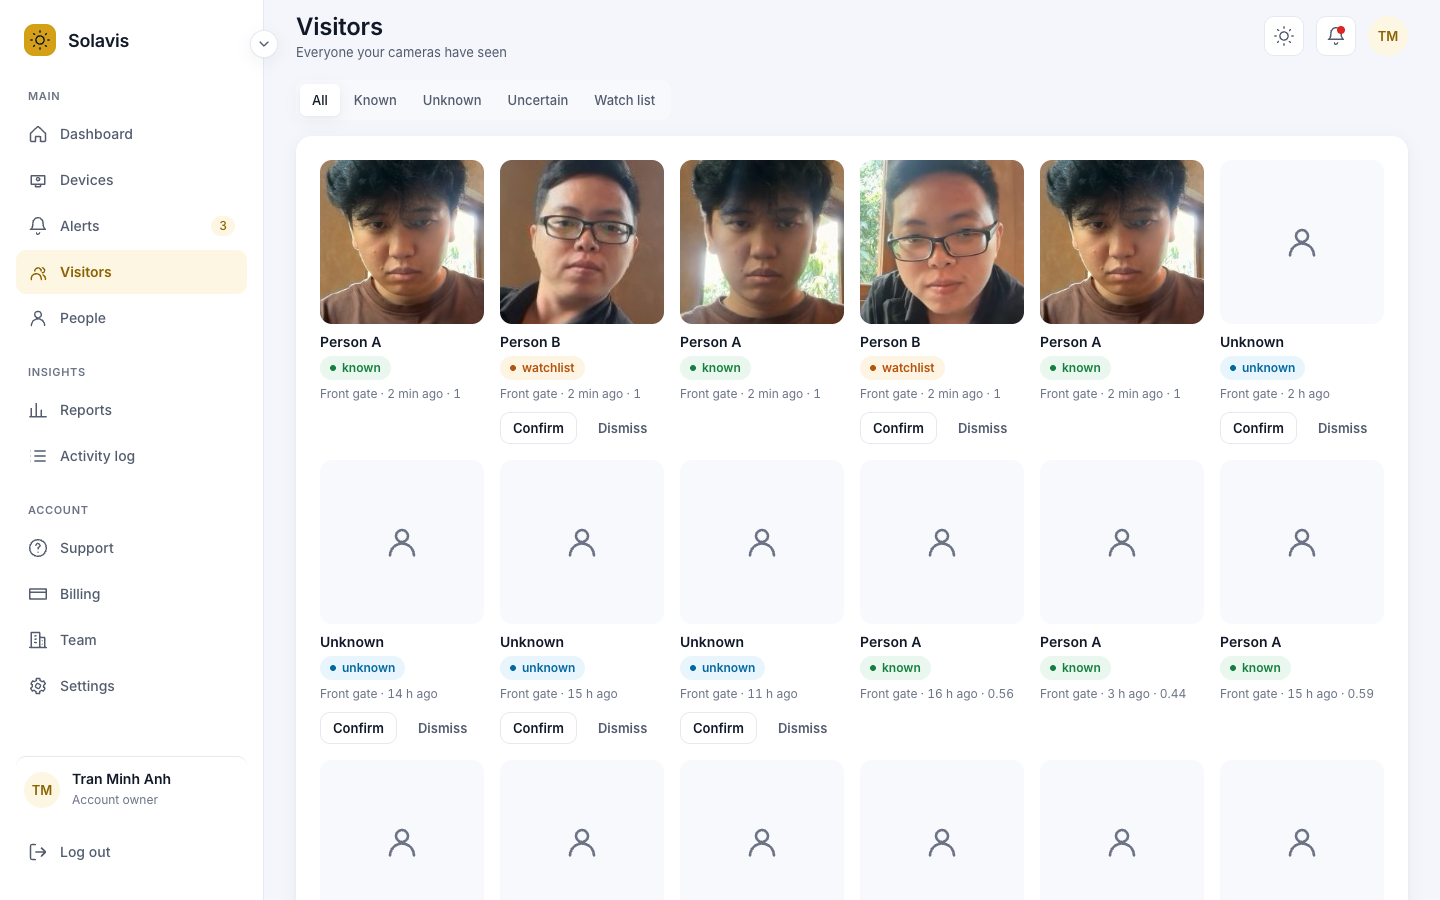 Solavis
MAIN
Dashboard
Devices
Alerts
3
Visitors
People
INSIGHTS
Reports
Activity log
ACCOUNT
Support
Billing
Team
Settings
TM
Tran Minh Anh
Account owner
Log out
Visitors
Everyone your cameras have seen
TM
All Known Unknown Uncertain Watch list
Person A
known
Front gate · 2 min ago · 1
Person B
watchlist
Front gate · 2 min ago · 1
Confirm Dismiss
Person A
known
Front gate · 2 min ago · 1
Person B
watchlist
Front gate · 2 min ago · 1
Confirm Dismiss
Person A
known
Front gate · 2 min ago · 1
Unknown
unknown
Front gate · 2 h ago
Confirm Dismiss
Unknown
unknown
Front gate · 14 h ago
Confirm Dismiss
Unknown
unknown
Front gate · 15 h ago
Confirm Dismiss
Unknown
unknown
Front gate · 11 h ago
Confirm Dismiss
Person A
known
Front gate · 16 h ago · 0.56
Person A
known
Front gate · 3 h ago · 0.44
Person A
known
Front gate · 15 h ago · 0.59